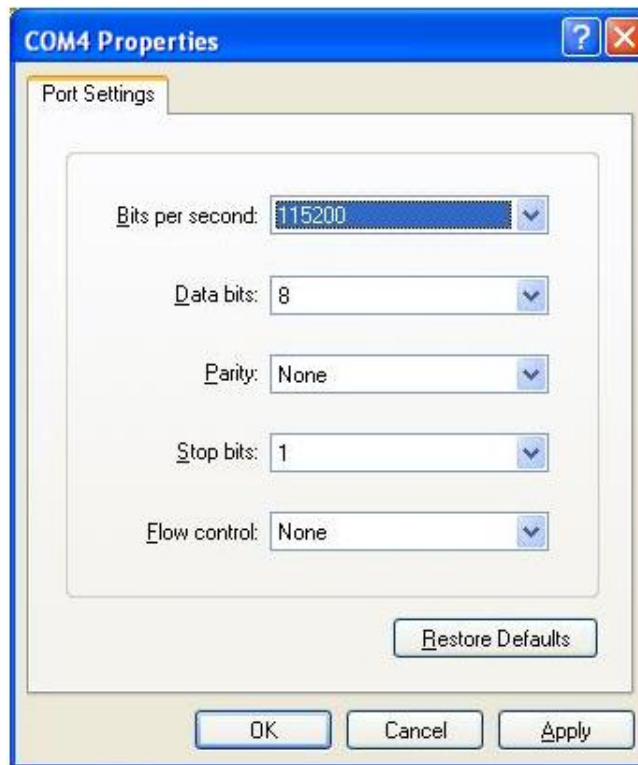 COM4 Properties
Port Settings
Bits per second: 115200
Data bits: 8
Parity: None
Stop bits: 1
Flow control: None
Restore Defaults
OK Cancel Apply